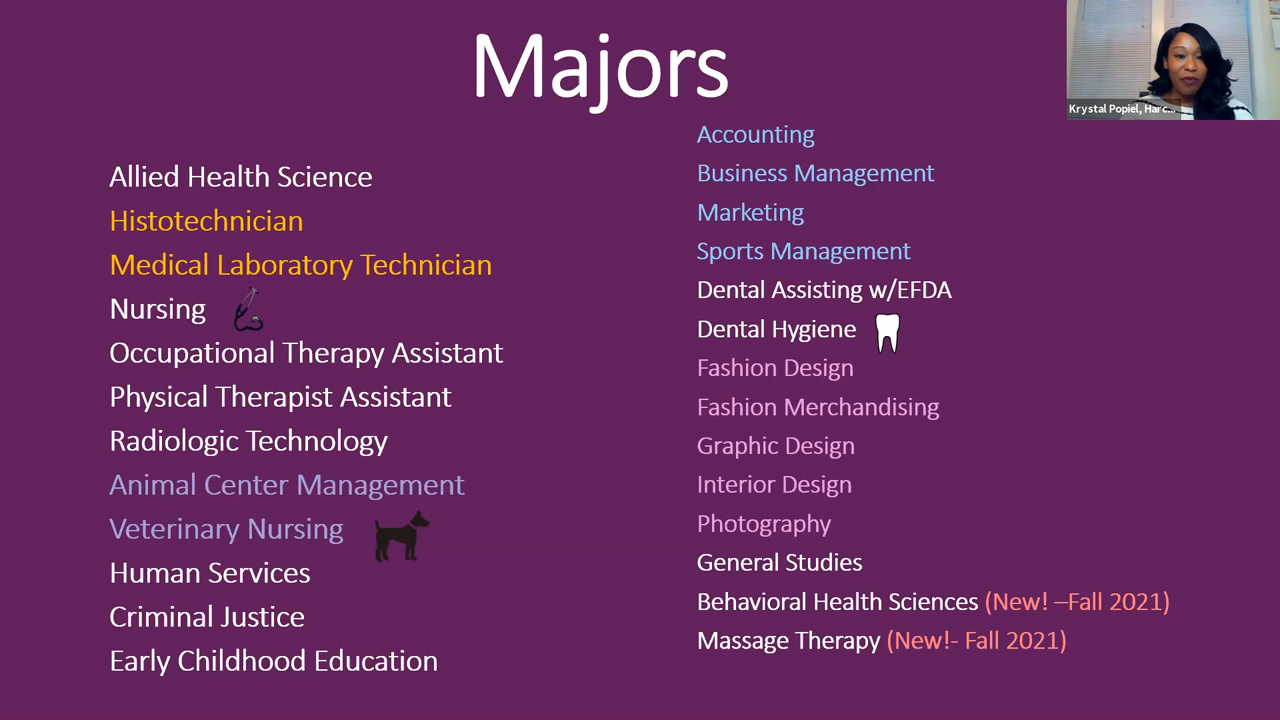 Majors
Krystal Popiel, Harc...
Allied Health Science
Histotechnician
Medical Laboratory Technician
Nursing
Occupational Therapy Assistant
Physical Therapist Assistant
Radiologic Technology
Animal Center Management
Veterinary Nursing
Human Services
Criminal Justice
Early Childhood Education
Accounting
Business Management
Marketing
Sports Management
Dental Assisting w/EFDA
Dental Hygiene
Fashion Design
Fashion Merchandising
Graphic Design
Interior Design
Photography
General Studies
Behavioral Health Sciences (New! –Fall 2021)
Massage Therapy (New!- Fall 2021)